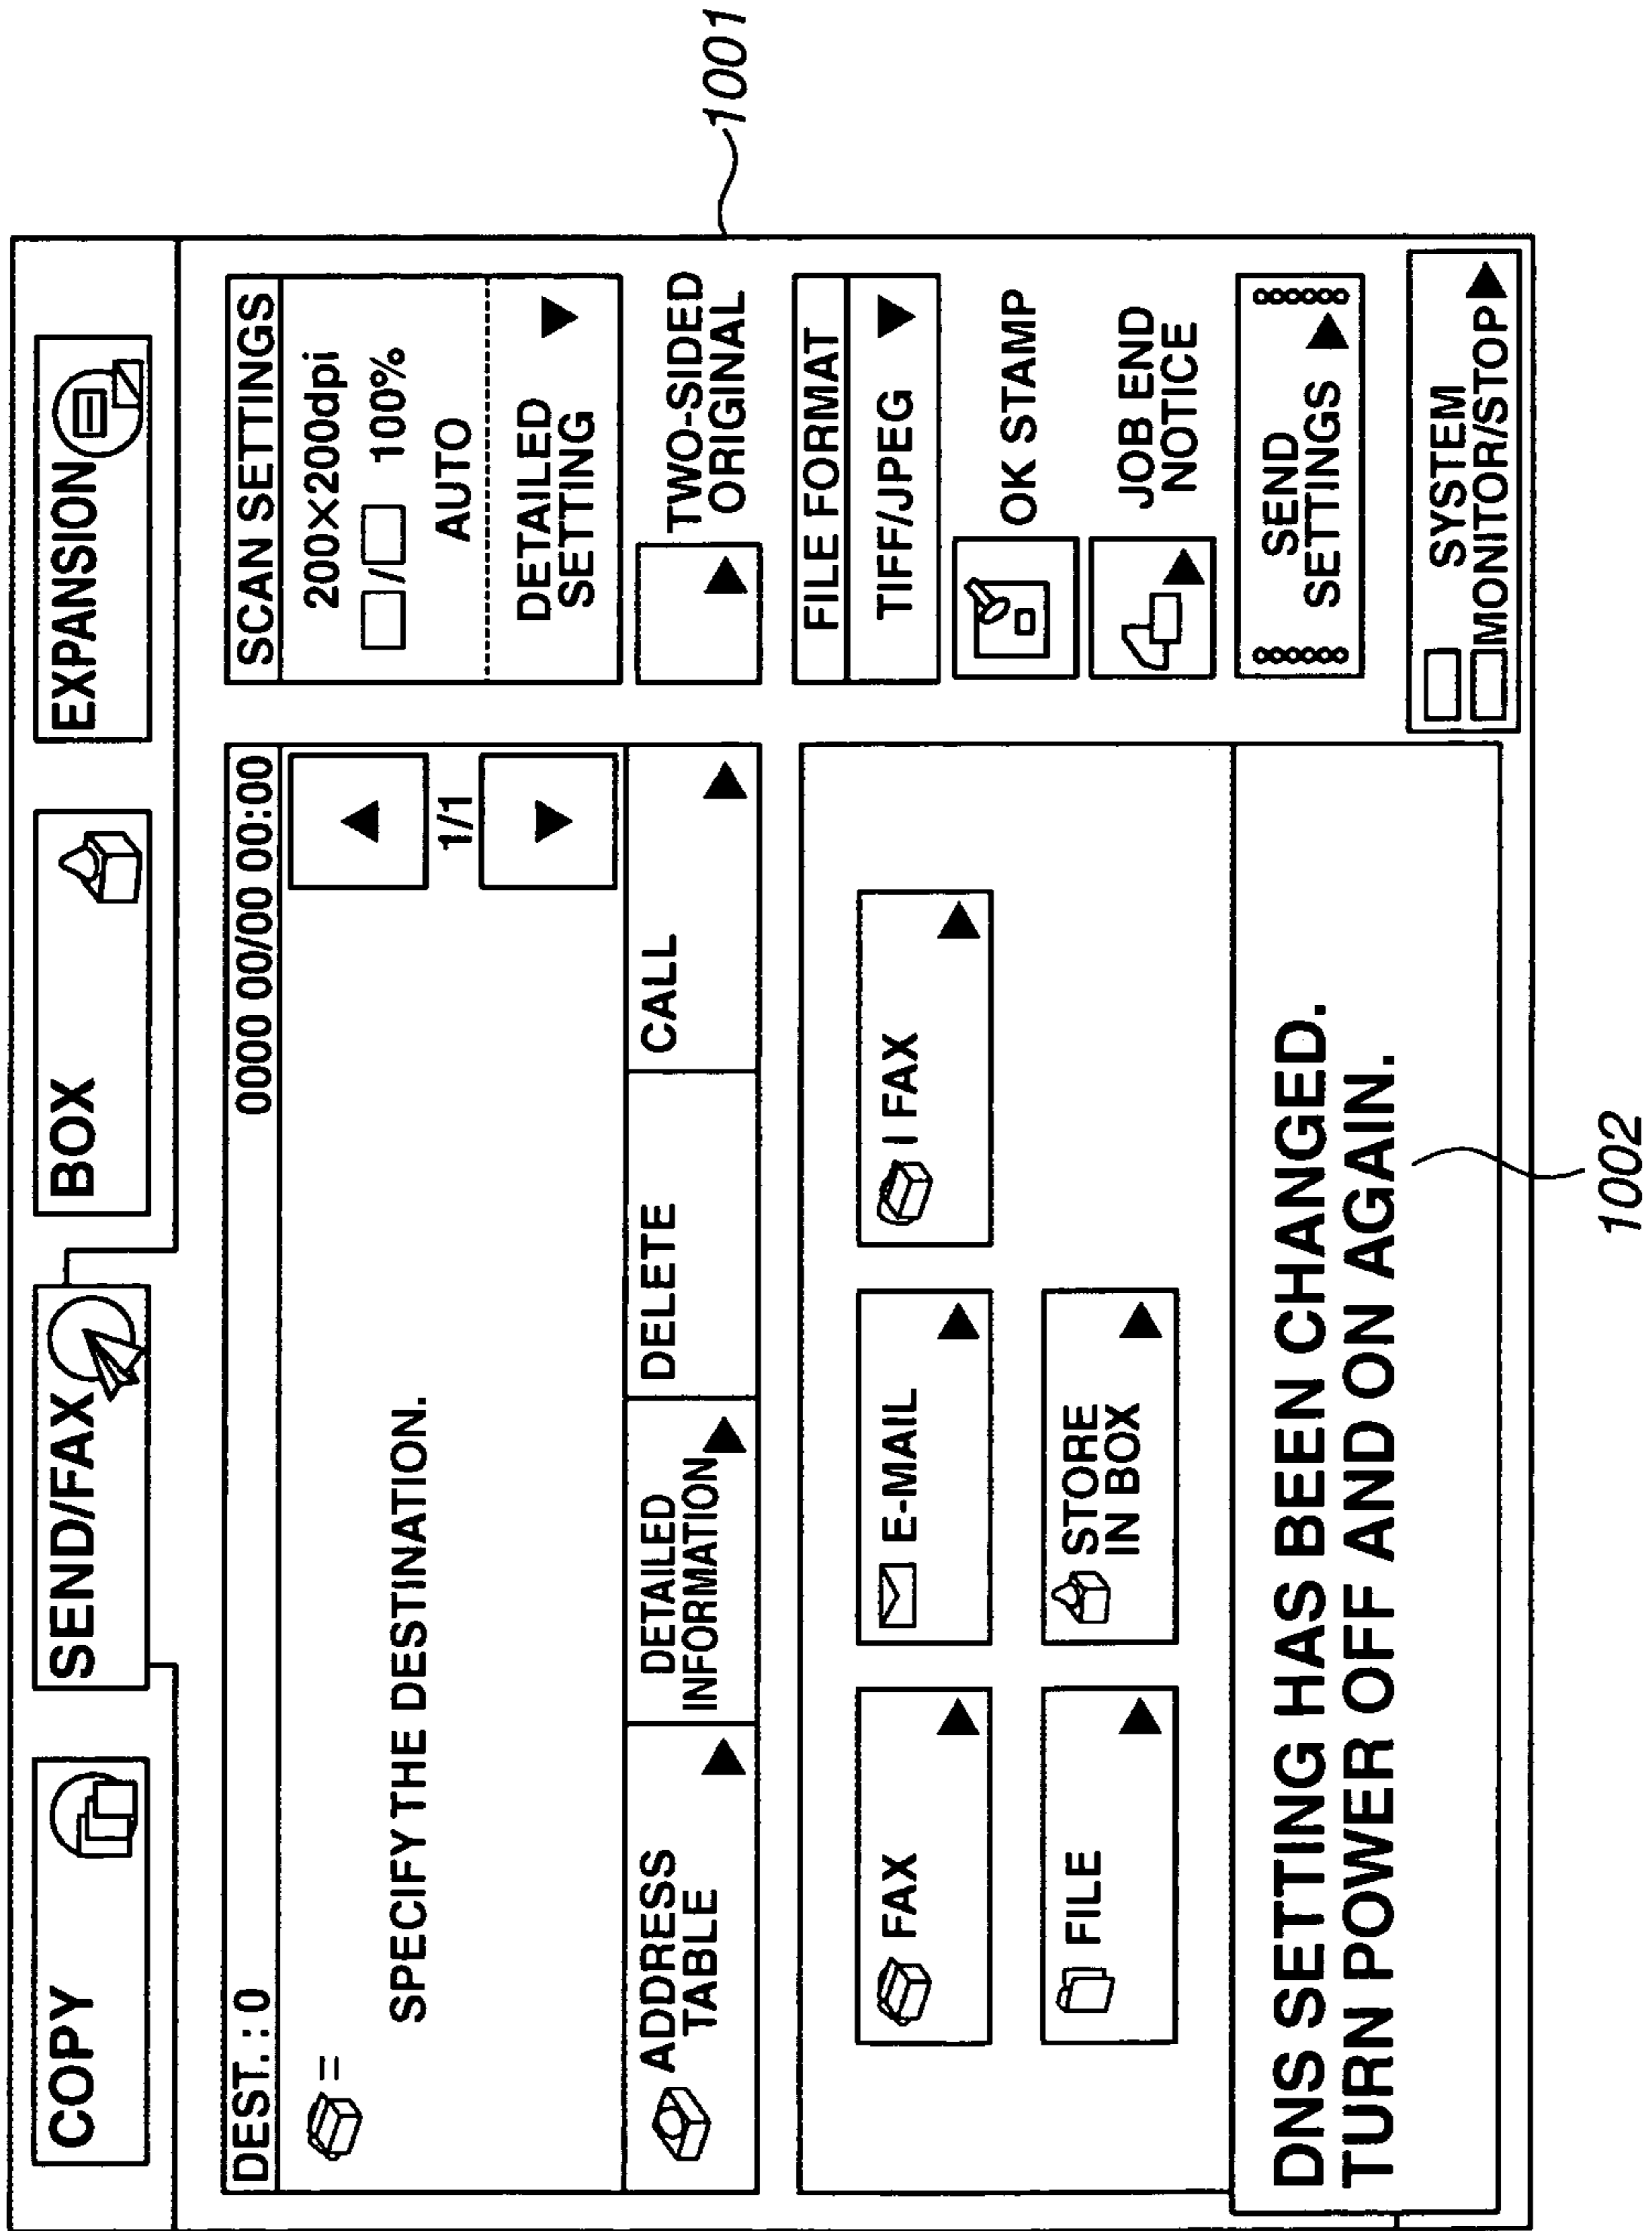 COPY
SEND/FAX
BOX
EXPANSION
DEST. : 0
0000 00/00 00:00
=
SPECIFY THE DESTINATION.
1/1
ADDRESS
TABLE
DETAILED
INFORMATION
DELETE
CALL
SCAN SETTINGS
200×200dpi
/ 100%
AUTO
DETAILED
SETTING
TWO-SIDED
ORIGINAL
FILE FORMAT
TIFF/JPEG
OK STAMP
JOB END
NOTICE
SEND
SETTINGS
FAX
E-MAIL
I FAX
FILE
STORE
IN BOX
DNS SETTING HAS BEEN CHANGED.
TURN POWER OFF AND ON AGAIN.
SYSTEM
MONITOR/STOP
1001
1002